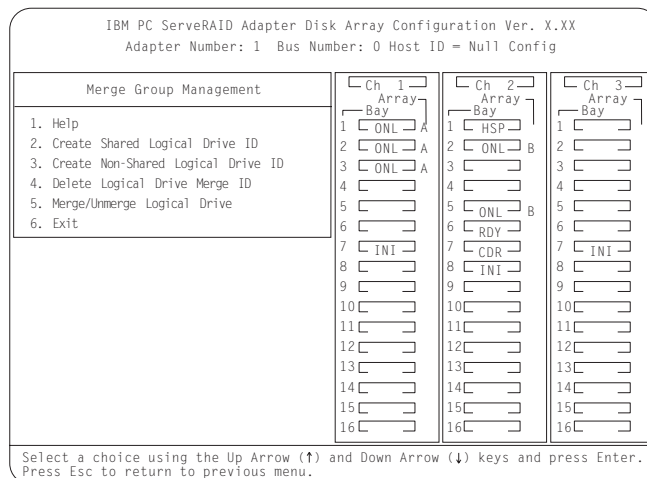 IBM PC ServeRAID Adapter Disk Array Configuration Ver. X.XX
Adapter Number: 1 Bus Number: 0 Host ID = Null Config
Merge Group Management
1. Help
2. Create Shared Logical Drive ID
3. Create Non-Shared Logical Drive ID
4. Delete Logical Drive Merge ID
5. Merge/Unmerge Logical Drive
6. Exit
Ch 1
Array
Bay
1 ONL A
2 ONL A
3 ONL A
4
5
6
7 INI
8
9
10
11
12
13
14
15
16
Ch 2
Array
Bay
1 HSP
2 ONL B
3
4
5 ONL B
6 RDY
7 CDR
8 INI
9
10
11
12
13
14
15
16
Ch 3
Array
Bay
1
2
3
4
5
6
7 INI
8
9
10
11
12
13
14
15
16
Select a choice using the Up Arrow (↑) and Down Arrow (↓) keys and press Enter.
Press Esc to return to previous menu.